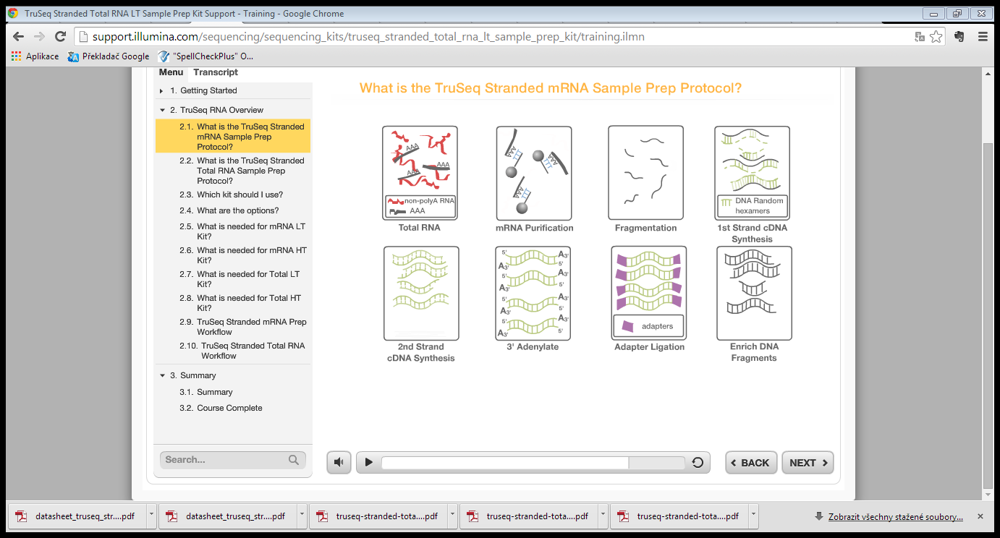 TruSeq Stranded Total RNA LT Sample Prep Kit Support - Training - Google Chrome
support.illumina.com/sequencing/sequencing_kits/truseq_stranded_total_rna_lt_sample_prep_kit/training.ilmn
Aplikace Překladač Google "SpellCheckPlus" O...
Menu Transcript
1. Getting Started
2. TruSeq RNA Overview
2.1. What is the TruSeq Stranded
mRNA Sample Prep
Protocol?
2.2. What is the TruSeq Stranded
Total RNA Sample Prep
Protocol?
2.3. Which kit should I use?
2.4. What are the options?
2.5. What is needed for mRNA LT
Kit?
2.6. What is needed for mRNA HT
Kit?
2.7. What is needed for Total LT
Kit?
2.8. What is needed for Total HT
Kit?
2.9. TruSeq Stranded mRNA Prep
Workflow
2.10. TruSeq Stranded Total RNA
Workflow
3. Summary
3.1. Summary
3.2. Course Complete
Search...
What is the TruSeq Stranded mRNA Sample Prep Protocol?
AAA
AAA
AAA
non-polyA RNA
AAA
Total RNA
AAA
TTT
AAA
TTT
AAA
TTT
mRNA Purification
Fragmentation
DNA Random
hexamers
1st Strand cDNA
Synthesis
2nd Strand
cDNA Synthesis
5' A3'
A3' 5'
5' A3'
A3' 5'
5' A3'
A3' 5'
5' A3'
A3' 5'
3' Adenylate
adapters
Adapter Ligation
Enrich DNA
Fragments
BACK NEXT
datasheet_truseq_str....pdf datasheet_truseq_str....pdf truseq-stranded-tota....pdf truseq-stranded-tota....pdf truseq-stranded-tota....pdf Zobrazit všechny stažené soubory...